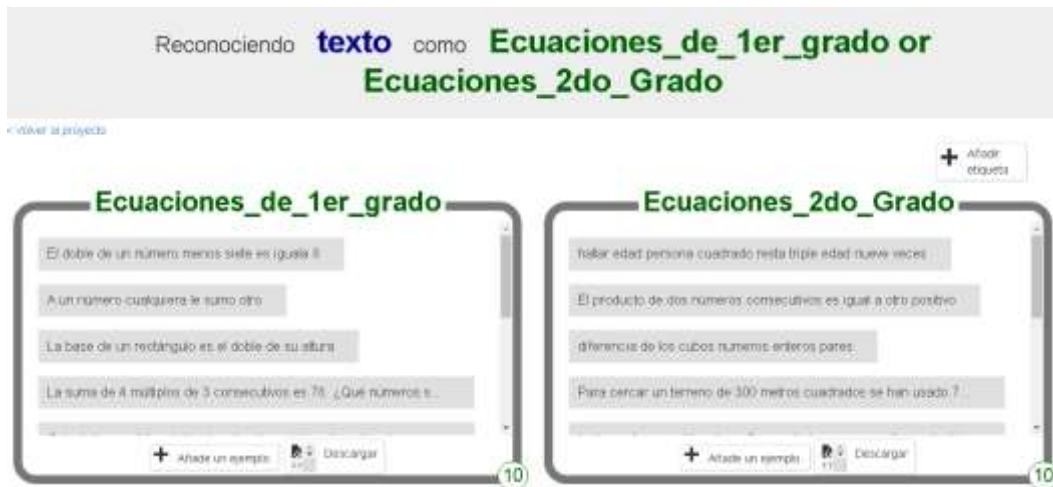 Reconociendo texto como Ecuaciones_de_1er_grado or
Ecuaciones_2do_Grado
< Volver al proyecto
Añadir
etiqueta
Ecuaciones_de_1er_grado
El doble de un número menos siete es iguala 8
A un número cualquiera le sumo otro
La base de un rectángulo es el doble de su altura
La suma de 4 múltiplos de 3 consecutivos es 78. ¿Qué números s...
Añade un ejemplo
Descargar
10
Ecuaciones_2do_Grado
hallar edad persona cuadrado resta triple edad nueve veces
El producto de dos números consecutivos es igual a otro positivo
diferencia de los cubos numeros enteros pares
Para cercar un terreno de 300 metros cuadrados se han usado 7...
Añade un ejemplo
Descargar
10